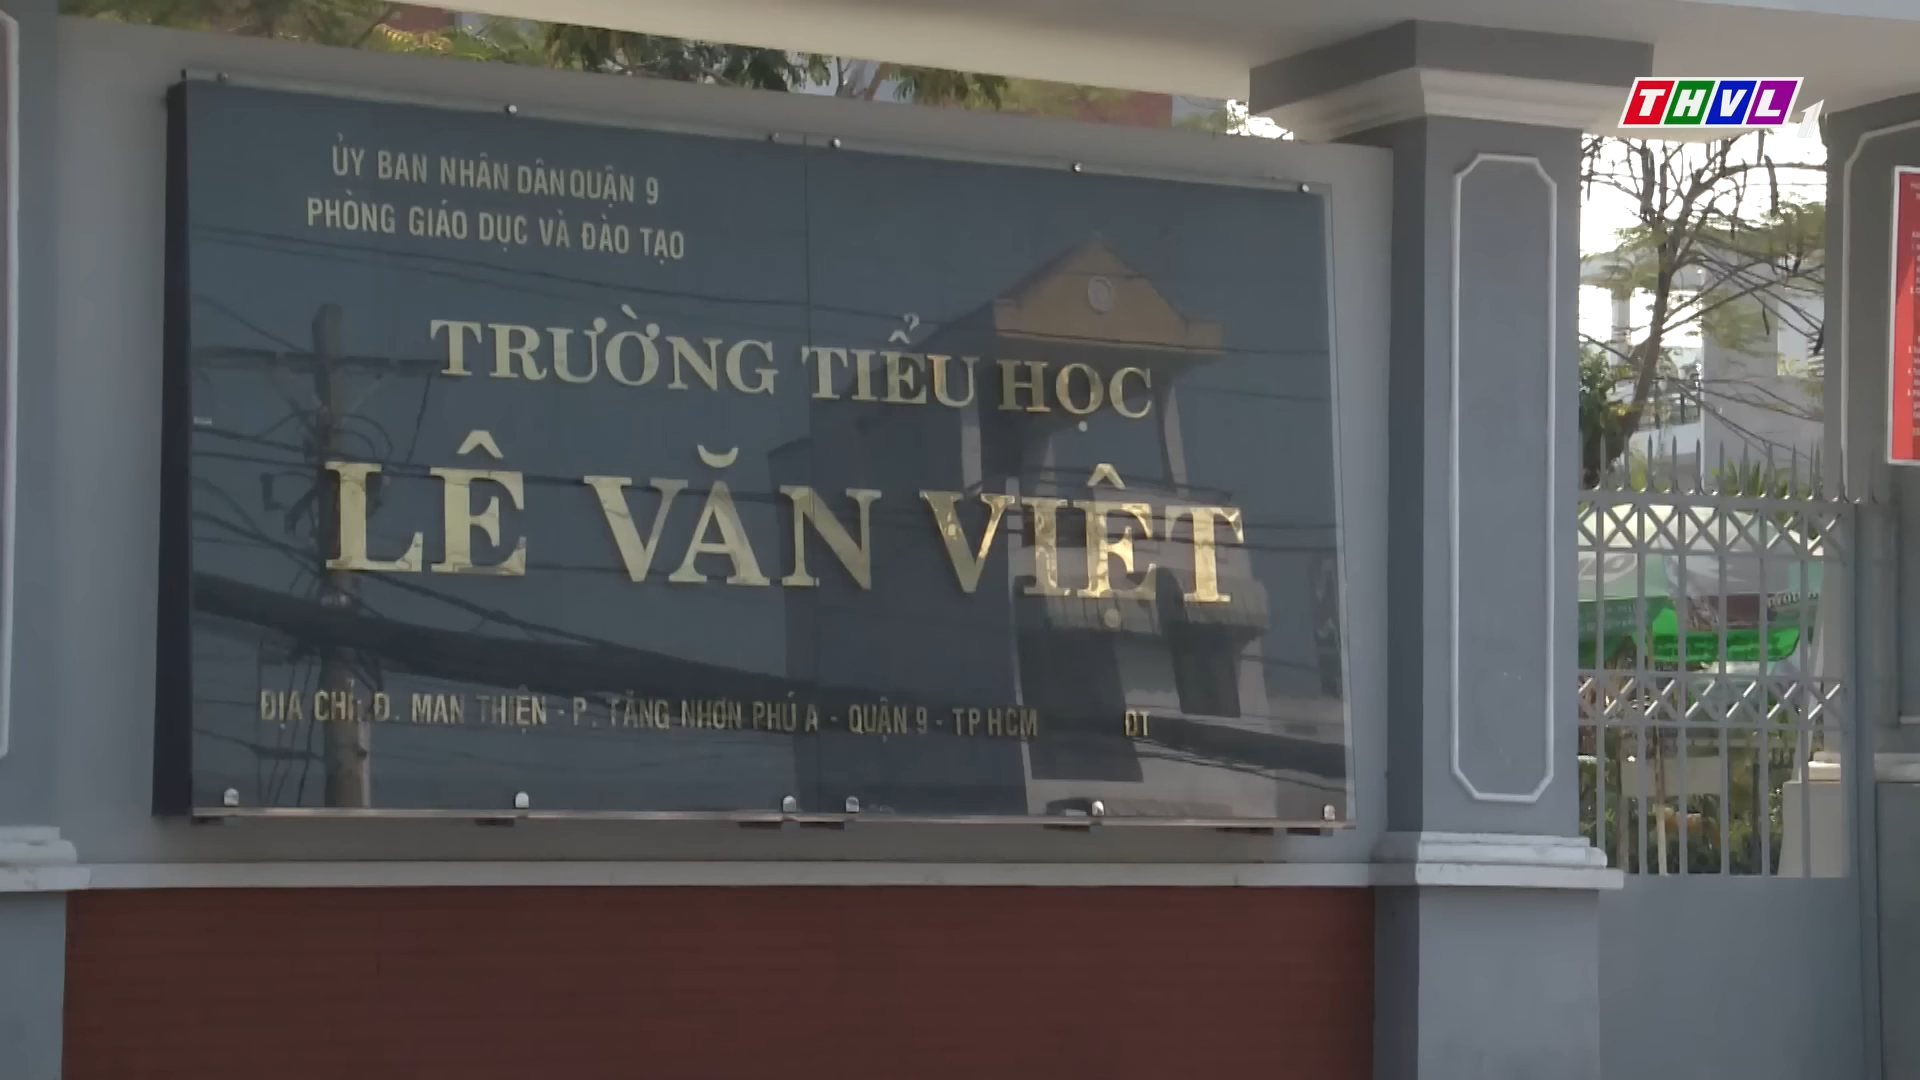 THVL1
ỦY BAN NHÂN DÂN QUẬN 9
PHÒNG GIÁO DỤC VÀ ĐÀO TẠO
TRƯỜNG TIỂU HỌC
LÊ VĂN VIỆT
ĐỊA CHỈ: Đ. MAN THIỆN - P. TĂNG NHƠN PHÚ A - QUẬN 9 - TP HCM ĐT